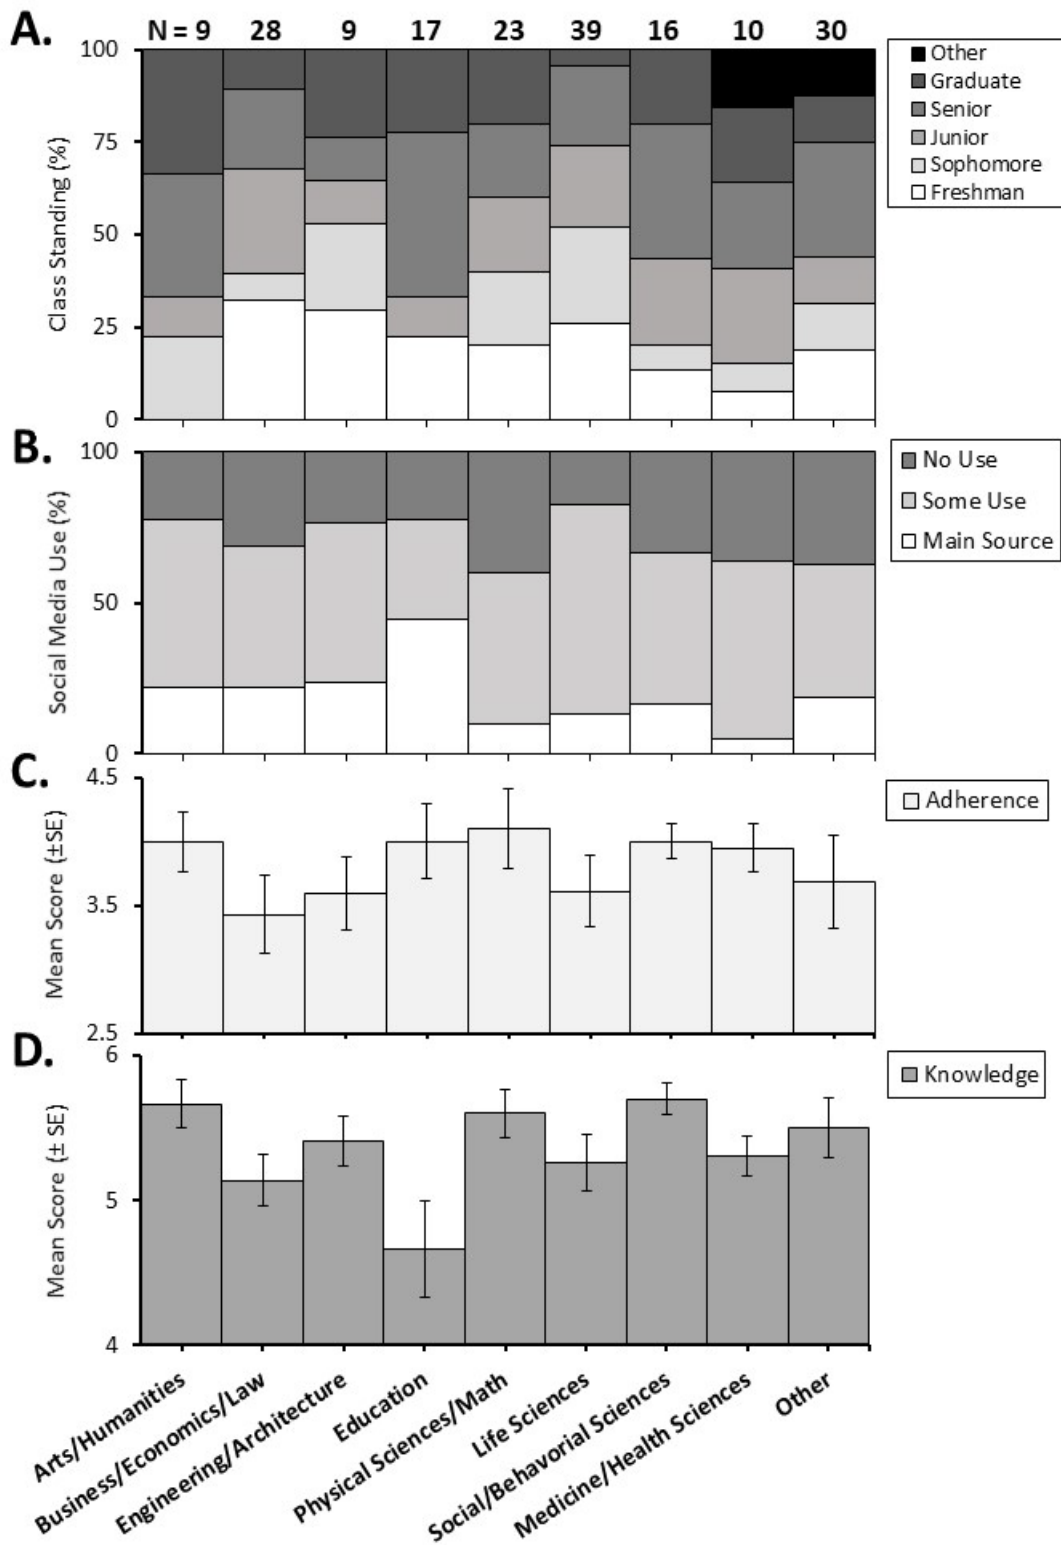 A.
N = 9 28 9 17 23 39 16 10 30
Class Standing (%)
100
75
50
25
0
Other
Graduate
Senior
Junior
Sophomore
Freshman
B.
Social Media Use (%)
100
50
0
No Use
Some Use
Main Source
C.
Mean Score (±SE)
4.5
3.5
2.5
Adherence
D.
Mean Score (± SE)
6
5
4
Knowledge
Arts/Humanities
Business/Economics/Law
Engineering/Architecture
Education
Physical Sciences/Math
Life Sciences
Social/Behavorial Sciences
Medicine/Health Sciences
Other